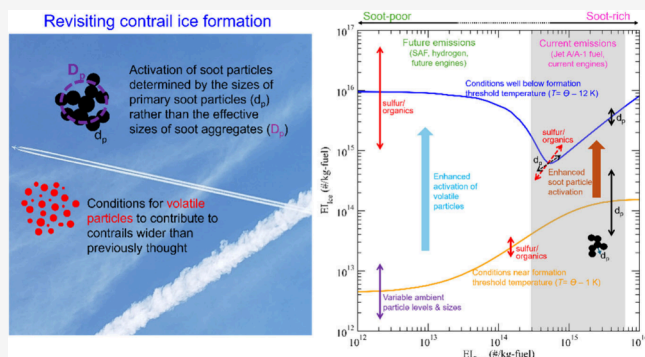 Revisiting contrail ice formation
Dp
dp
Activation of soot particles
determined by the sizes of
primary soot particles (dp)
rather than the effective
sizes of soot aggregates (Dp)
Conditions for volatile
particles to contribute to
contrails wider than
previously thought
Soot-poor
Soot-rich
Future emissions
(SAF, hydrogen,
future engines)
Current emissions
(Jet A/A-1 fuel,
current engines)
Conditions well below formation
threshold temperature (T= Θ − 12 K)
sulfur/
organics
dp
sulfur/
organics
dp
Enhanced
activation of
volatile
particles
Enhanced
soot particle
activation
dp
sulfur/
organics
dp
Conditions near formation
threshold temperature (T= Θ − 1 K)
Variable ambient
particle levels & sizes
EIice (#/kg-fuel)
10^17
10^16
10^15
10^14
10^13
10^12
10^12
10^13
10^14
10^15
(#/kg-fuel)